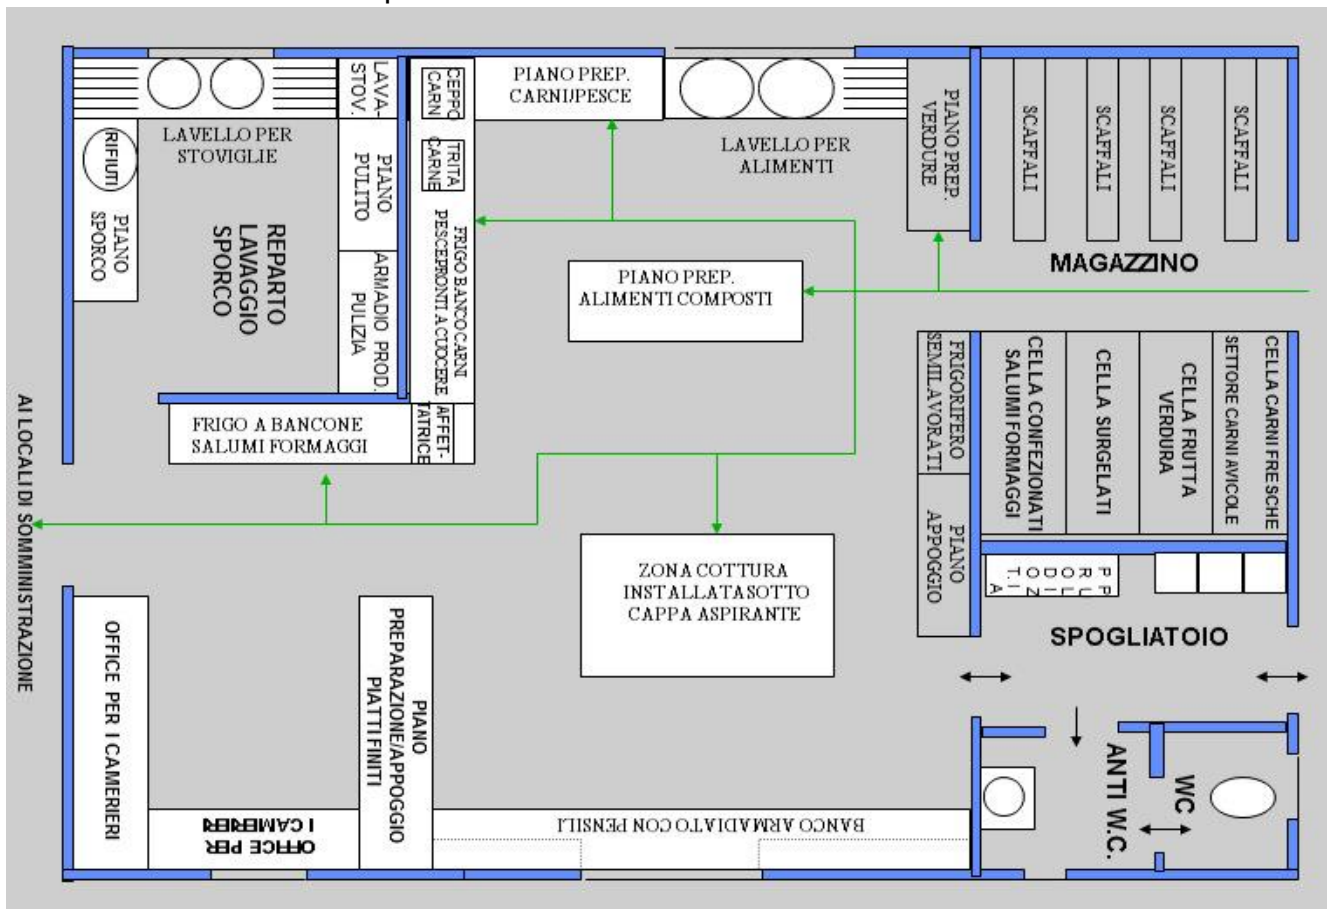 LAVA-
STOV.
CEPPO
CARNI
PIANO PREP.
CARNI/PESCE
PIANO PREP.
VERDURE
SCAFFALI
SCAFFALI
SCAFFALI
SCAFFALI
RIFIUTI
LAVELLO PER
STOVIGLIE
PIANO
PULITO
TRITA
CARNE
LAVELLO PER
ALIMENTI
PIANO
SPORCO
REPARTO
LAVAGGIO
SPORCO
ARMADIO PROD.
PULIZIA
FRIGO BANCO CARNI
PESCE PRONTI A CUOCERE
PIANO PREP.
ALIMENTI COMPOSTI
MAGAZZINO
FRIGORIFERO
SEMILAVORATI
CELLA CONFEZIONATI
SALUMI FORMAGGI
CELLA SURGELATI
CELLA FRUTTA
VERDURA
CELLA CARNI FRESCHE
SETTORE CARNI AVICOLE
AI LOCALI DI SOMMINISTRAZIONE
FRIGO A BANCONE
SALUMI FORMAGGI
AFFET-
TATRICE
PIANO
APPOGGIO
ZONA COTTURA
INSTALLATA SOTTO
CAPPA ASPIRANTE
SPOGLIATOIO
OFFICE PER I CAMERIERI
PIANO
PREPARAZIONE/APPOGGIO
PIATTI FINITI
OFFICE PER
I CAMERIERI
BANCO ARMADIATO CON PENSILI
ANTI W.C.
WC